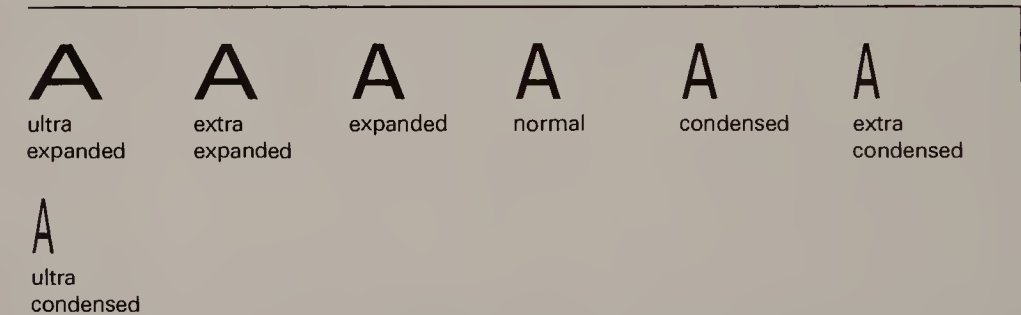 A A A A A A
ultra extra expanded normal condensed extra
expanded expanded condensed
A
ultra
condensed